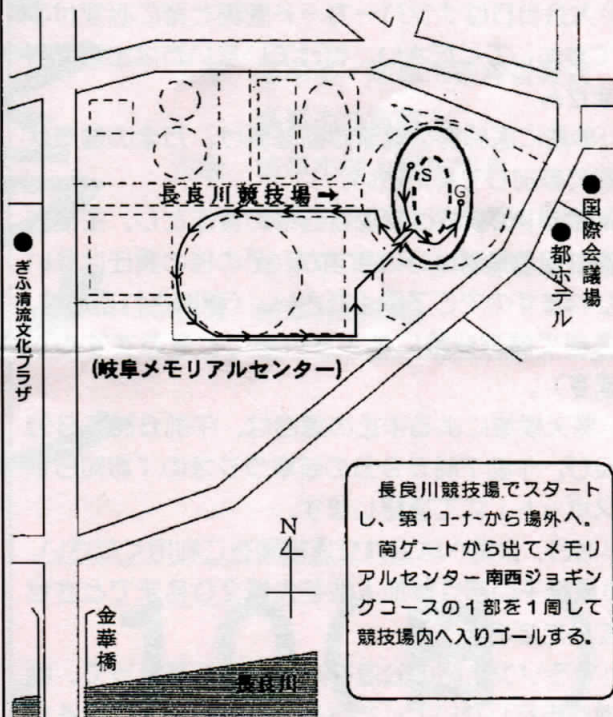 長良川競技場→
S
G
●国際会議場
●都ホテル
●ぎふ清流文化プラザ
(岐阜メモリアルセンター)
N
金華橋
長良川
長良川競技場でスタート
し、第1コーナーから場外へ。
南ゲートから出てメモリ
アルセンター南西ジョギン
グコースの1部を1周して
競技場内へ入りゴールする。